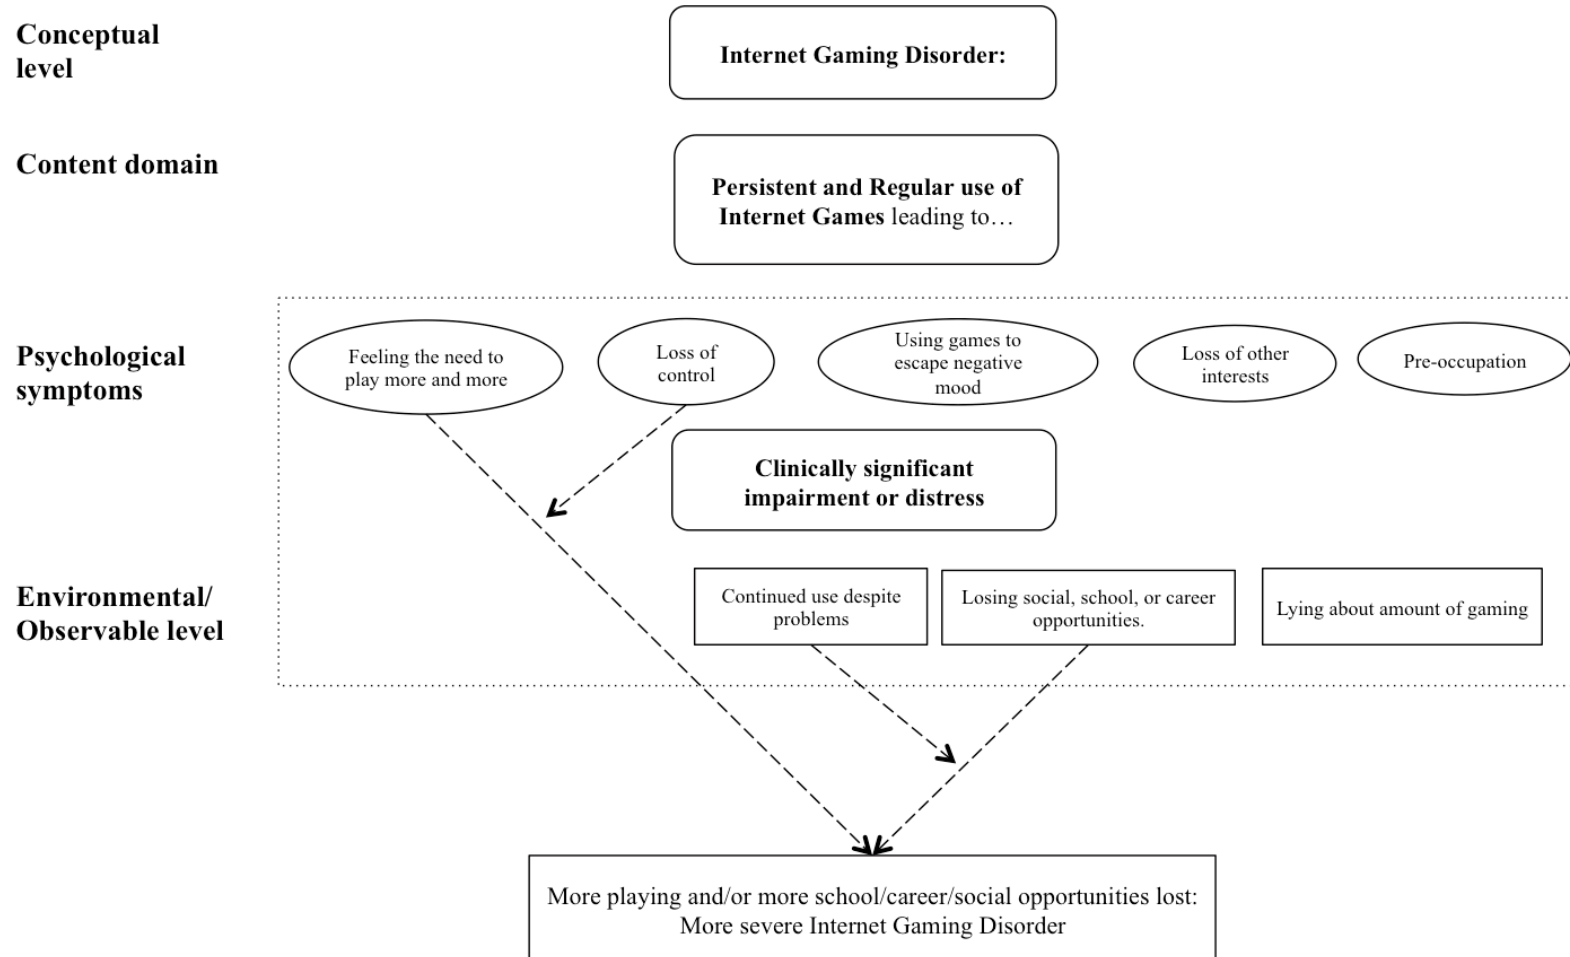 Conceptual
level
Internet Gaming Disorder:
Content domain
Persistent and Regular use of
Internet Games leading to…
Psychological
symptoms
Feeling the need to
play more and more
Loss of
control
Using games to
escape negative
mood
Loss of other
interests
Pre-occupation
Clinically significant
impairment or distress
Environmental/
Observable level
Continued use despite
problems
Losing social, school, or career
opportunities.
Lying about amount of gaming
More playing and/or more school/career/social opportunities lost:
More severe Internet Gaming Disorder